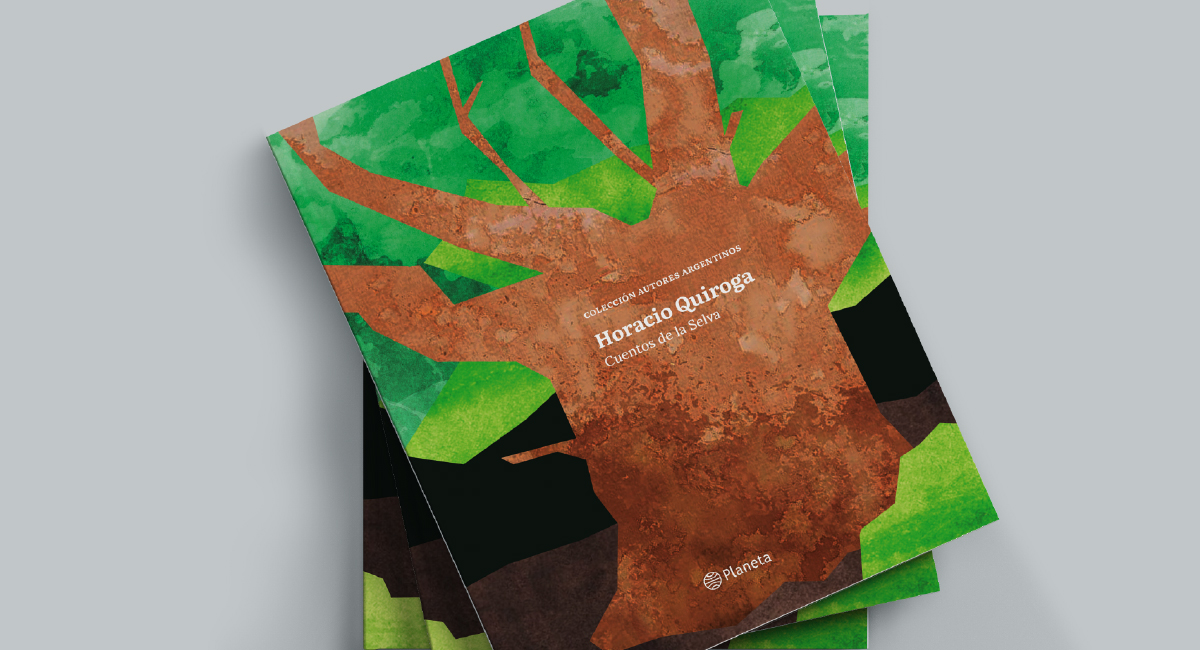 COLECCIÓN AUTORES ARGENTINOS
Horacio Quiroga
Cuentos de la Selva
Planeta